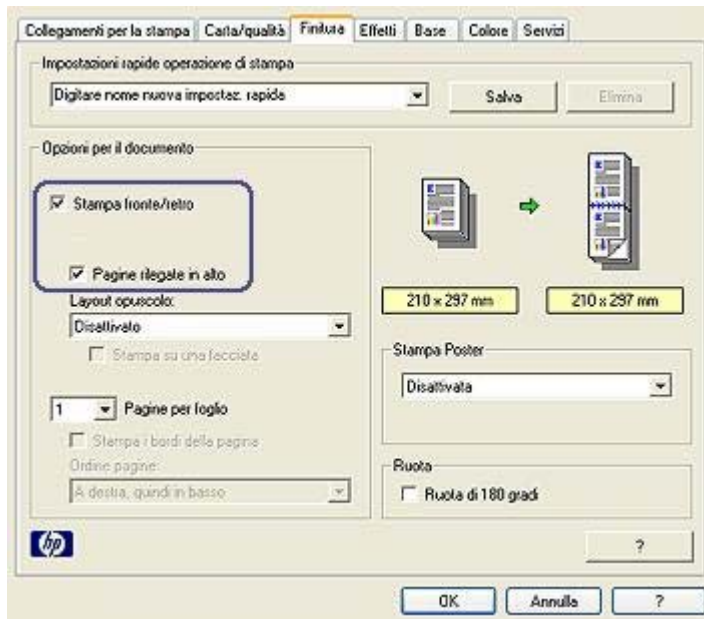 Collegamenti per la stampa Carta/qualità Finitura Effetti Base Colore Servizi
Impostazioni rapide operazione di stampa
Digitare nome nuova impostaz. rapida
Salva
Elimina
Opzioni per il documento
Stampa fronte/retro
Pagine rilegate in alto
Layout opuscolo:
Disattivato
Stampa su una facciata
1 Pagine per foglio
Stampa i bordi della pagina
Ordine pagine:
A destra, quindi in basso
210 x 297 mm
210 x 297 mm
Stampa Poster
Disattivata
Ruota
Ruota di 180 gradi
hp
?
OK
Annulla
?